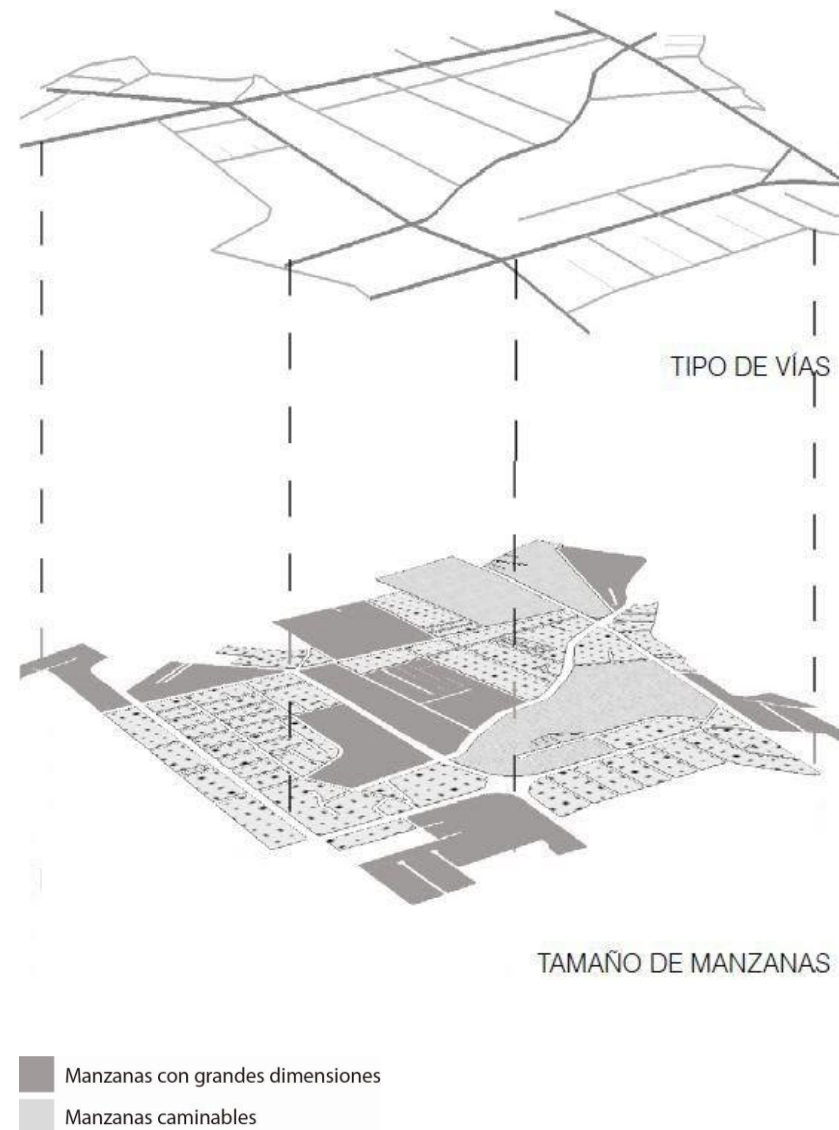 TIPO DE VÍAS
TAMAÑO DE MANZANAS
Manzanas con grandes dimensiones
Manzanas caminables